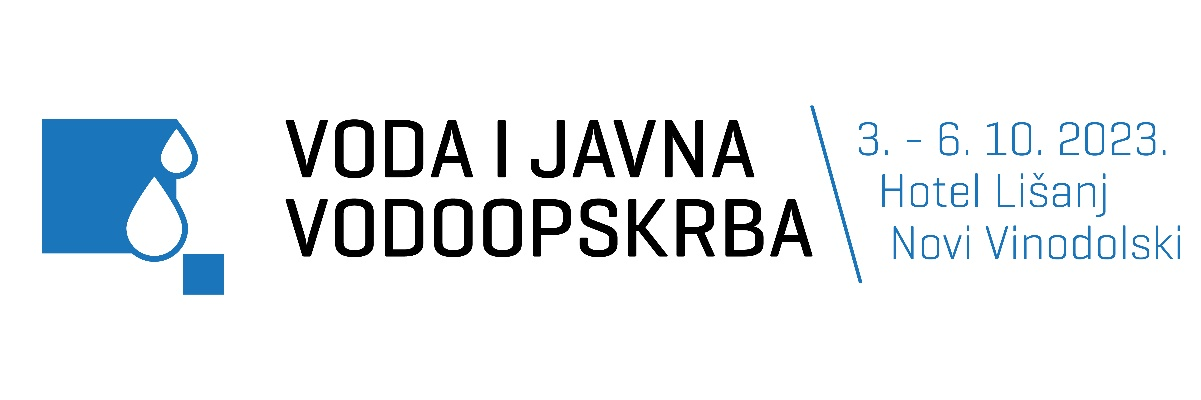 VODA I JAVNA
VODOOPSKRBA
3. - 6. 10. 2023.
Hotel Lišanj
Novi Vinodolski